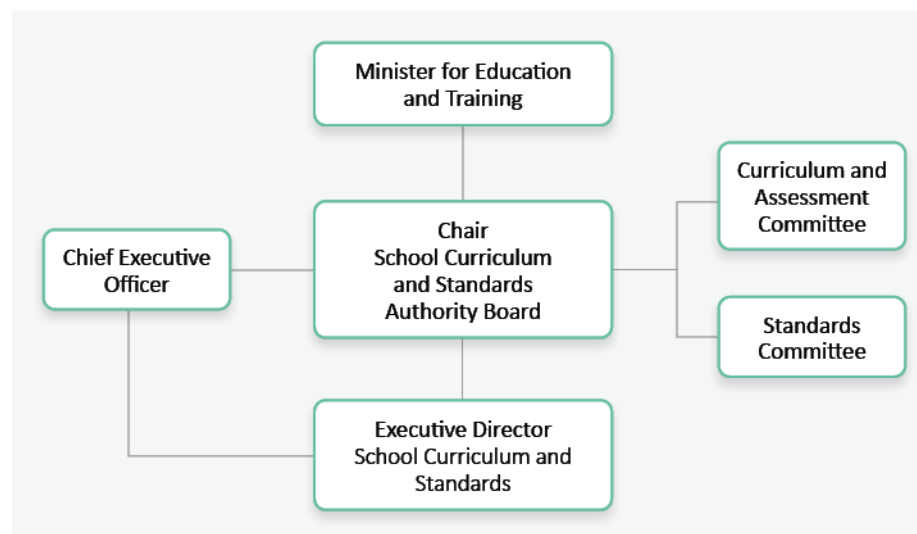 Minister for Education
and Training
Curriculum and
Assessment
Committee
Chair
School Curriculum
and Standards
Authority Board
Chief Executive
Officer
Standards
Committee
Executive Director
School Curriculum and
Standards